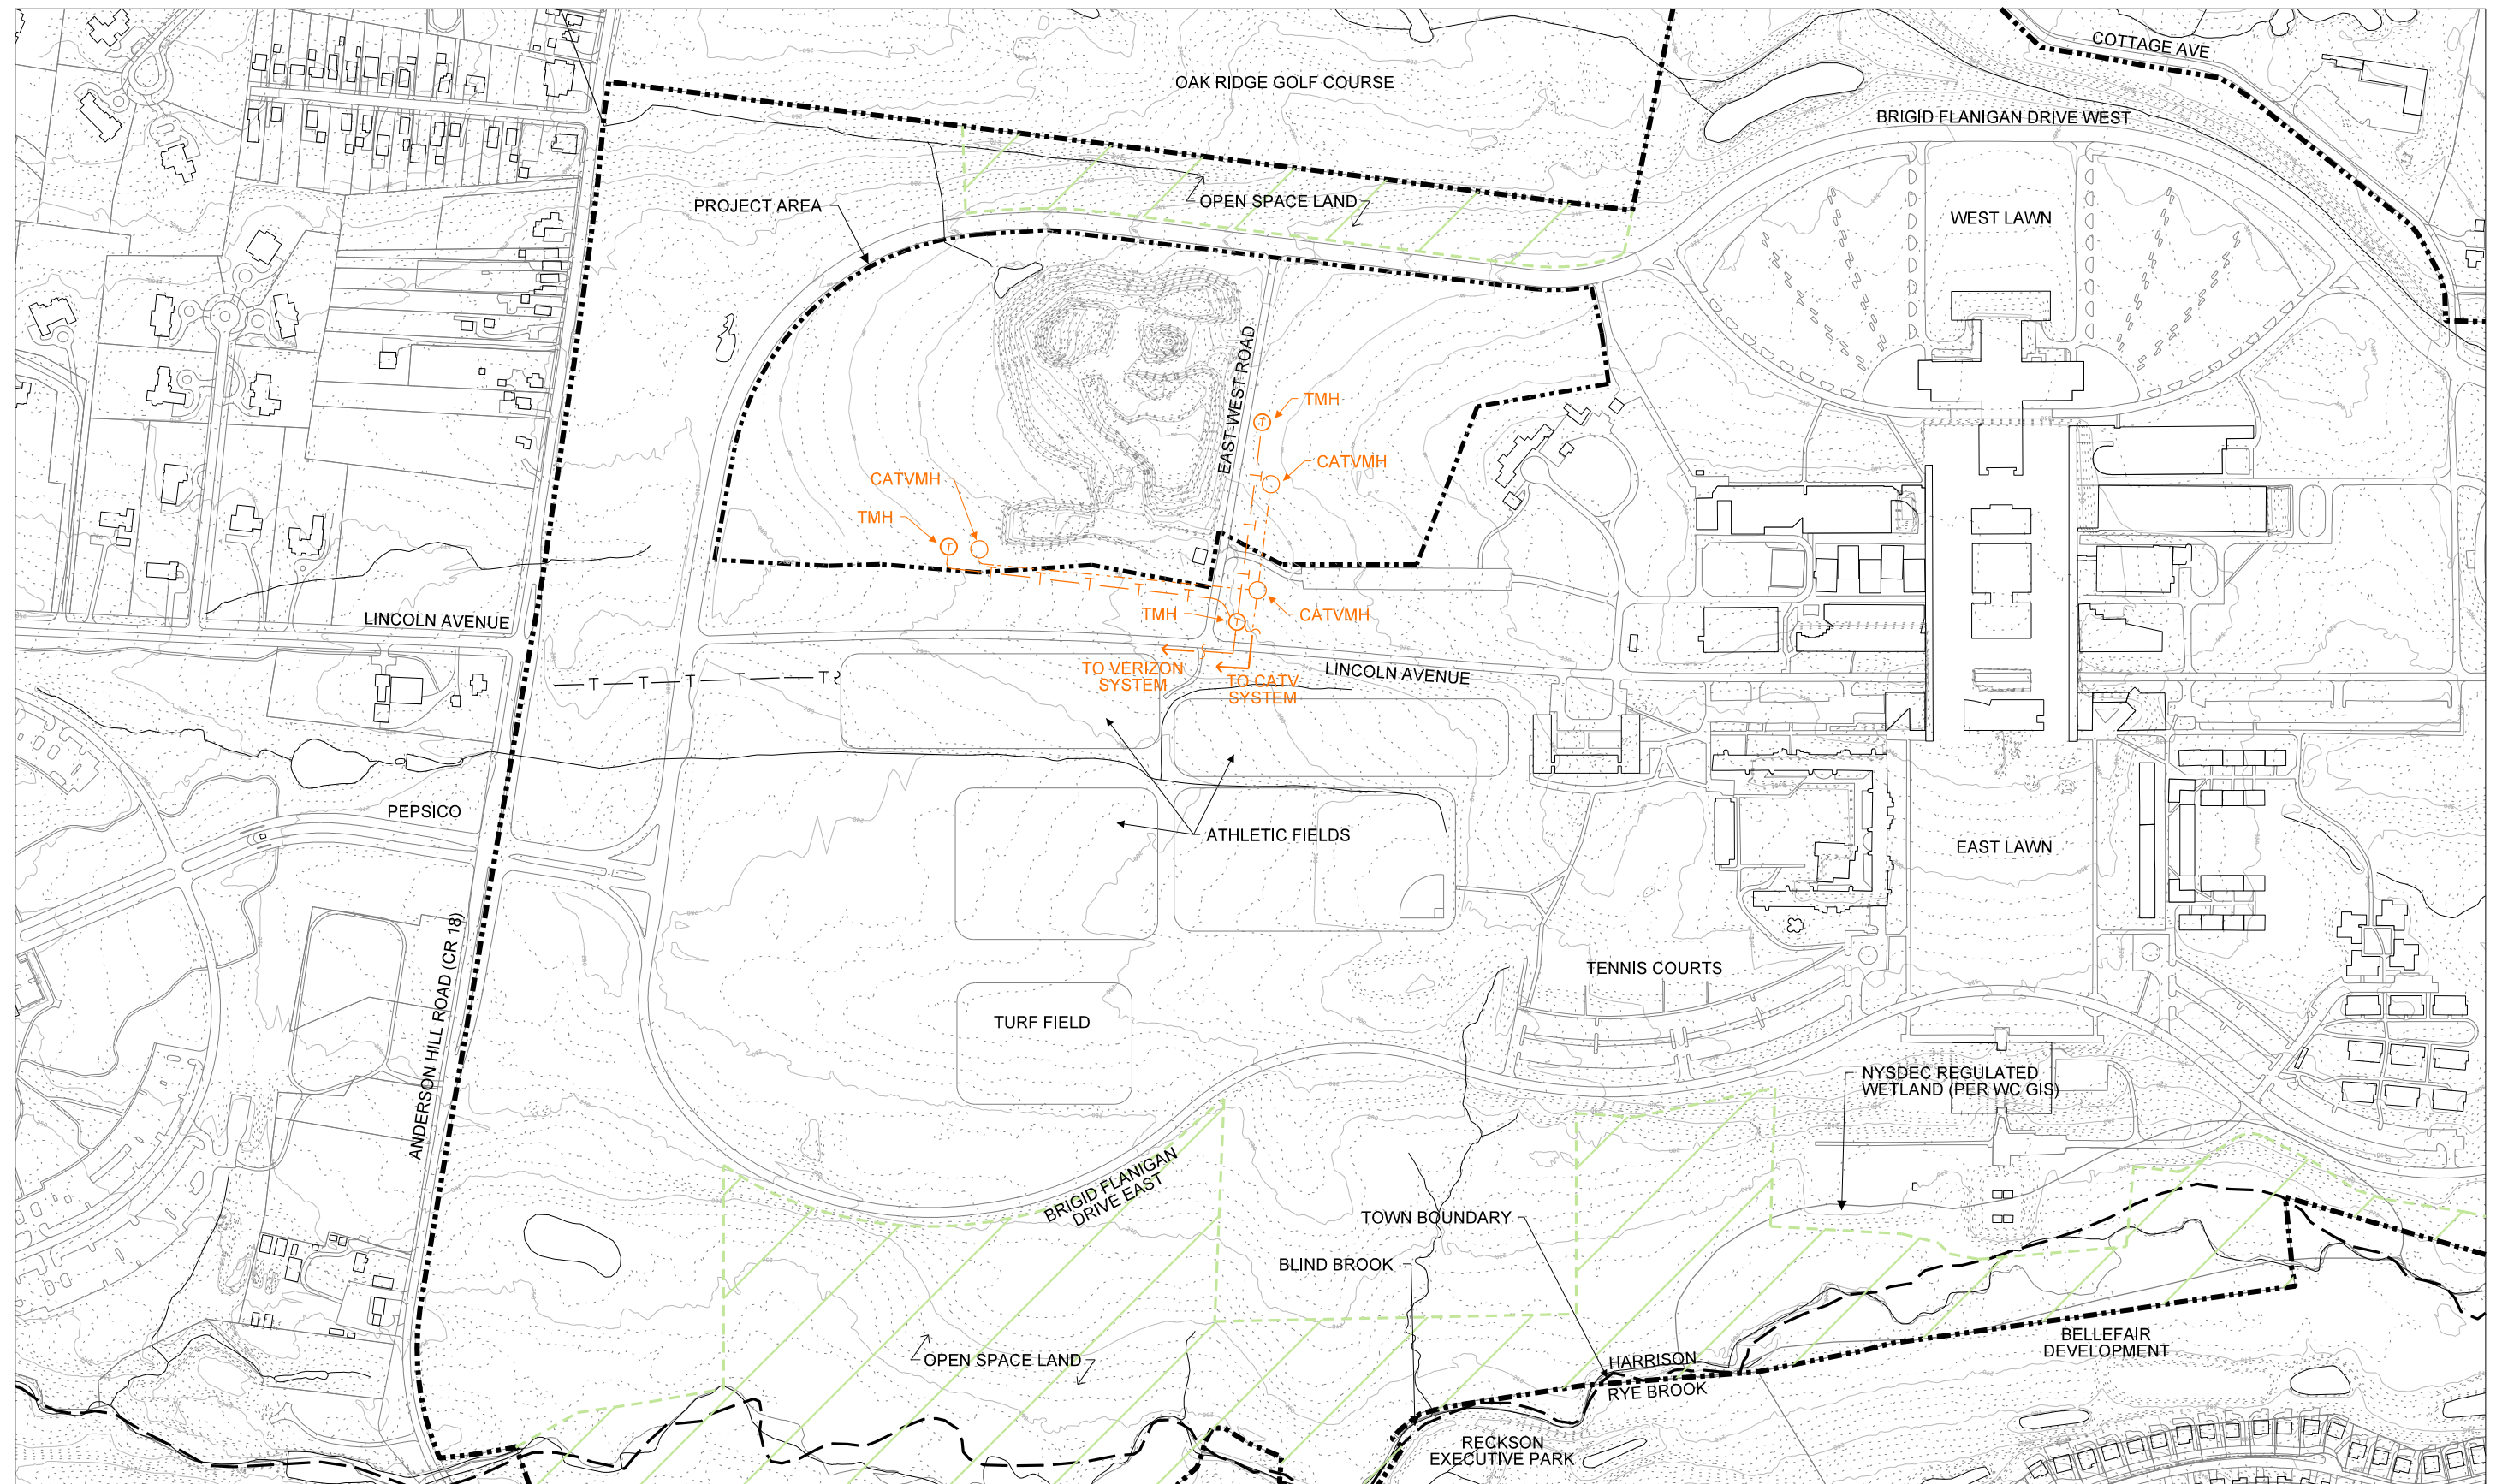 COTTAGE AVE
OAK RIDGE GOLF COURSE
BRIGID FLANIGAN DRIVE WEST
PROJECT AREA
OPEN SPACE LAND
WEST LAWN
EAST-WEST ROAD
TMH
T
CATVMH
CATVMH
TMH
T
LINCOLN AVENUE
T
T
T
T
T
T
T
TMH
T
CATVMH
TO VERIZON
SYSTEM
TO CATV
SYSTEM
LINCOLN AVENUE
T
T
T
T
T
PEPSICO
ATHLETIC FIELDS
EAST LAWN
ANDERSON HILL ROAD (CR 18)
TENNIS COURTS
TURF FIELD
NYSDEC REGULATED
WETLAND (PER WC GIS)
BRIGID FLANIGAN
DRIVE EAST
TOWN BOUNDARY
BLIND BROOK
OPEN SPACE LAND
HARRISON
RYE BROOK
BELLEFAIR
DEVELOPMENT
RECKSON
EXECUTIVE PARK